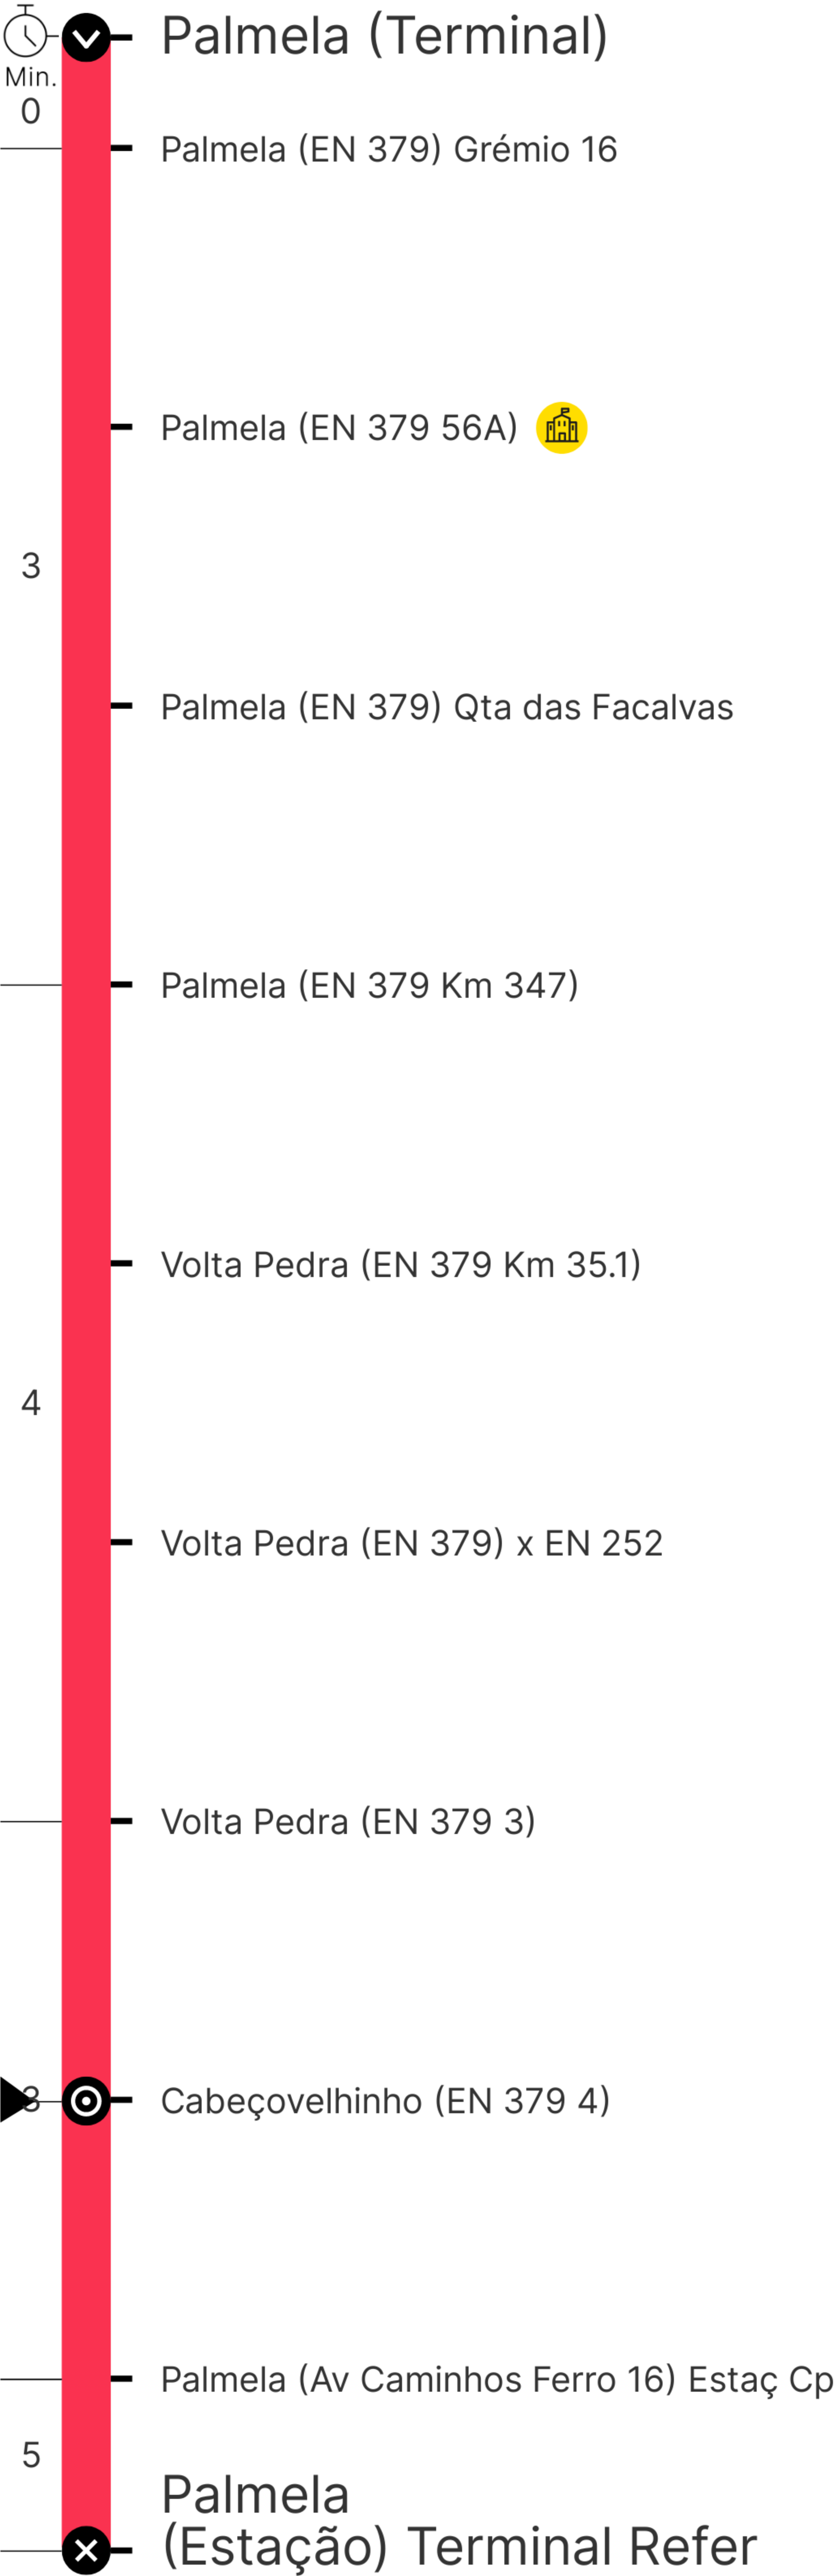 Palmela (Terminal)
Min.
0
Palmela (EN 379) Grémio 16
Palmela (EN 379 56A)
3
Palmela (EN 379) Qta das Facalvas
Palmela (EN 379 Km 347)
Volta Pedra (EN 379 Km 35.1)
4
Volta Pedra (EN 379) x EN 252
Volta Pedra (EN 379 3)
3 Cabeçovelhinho (EN 379 4)
Palmela (Av Caminhos Ferro 16) Estaç Cp
5
Palmela
(Estação) Terminal Refer